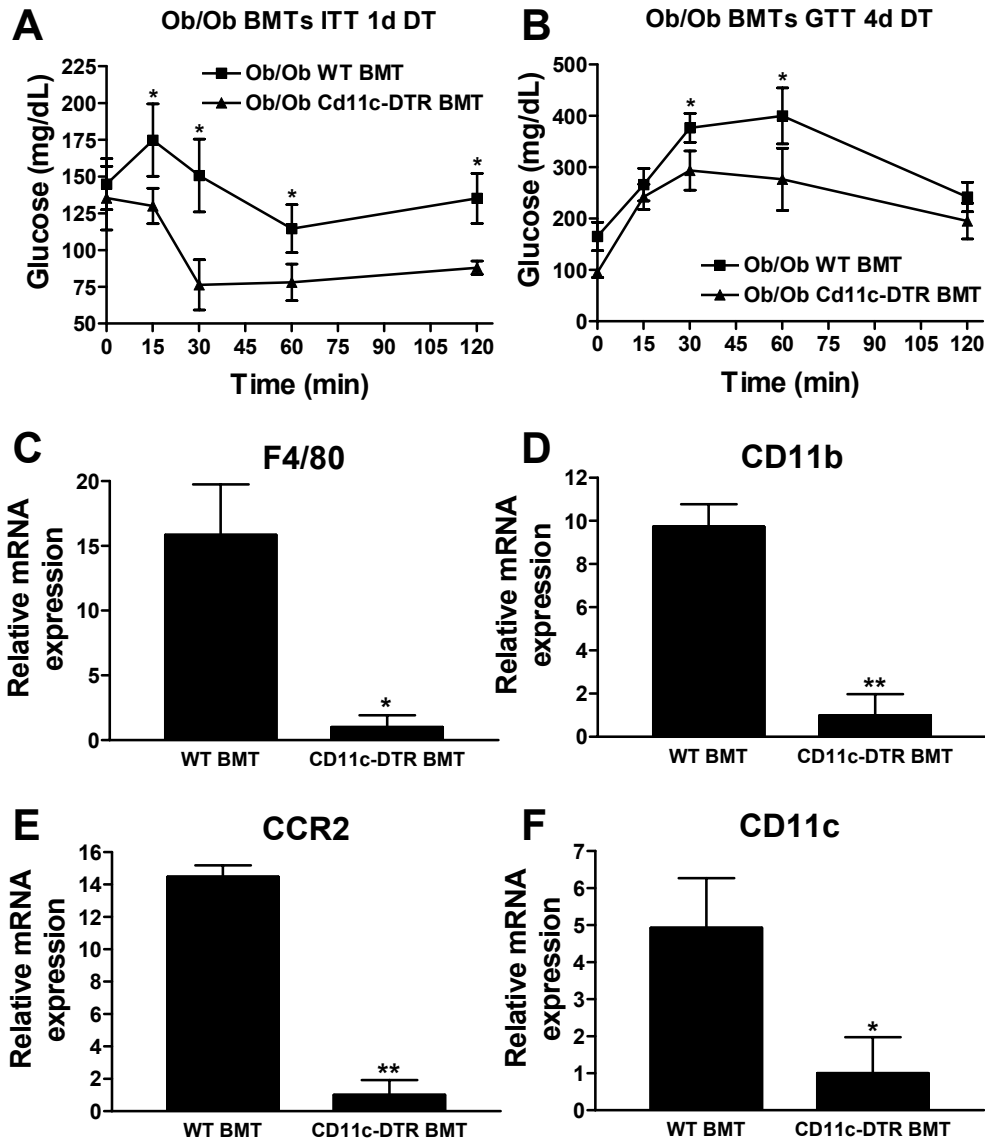 A
Ob/Ob BMTs ITT 1d DT
Glucose (mg/dL)
225
200
175
150
125
100
75
50
Ob/Ob WT BMT
Ob/Ob Cd11c-DTR BMT
*
*
*
*
0 15 30 45 60 75 90 105 120
Time (min)
B
Ob/Ob BMTs GTT 4d DT
Glucose (mg/dL)
500
400
300
200
100
0
*
*
Ob/Ob WT BMT
Ob/Ob Cd11c-DTR BMT
0 15 30 45 60 75 90 105 120
Time (min)
C
F4/80
Relative mRNA
expression
20
15
10
5
0
*
WT BMT
CD11c-DTR BMT
D
CD11b
Relative mRNA
expression
12
10
8
6
4
2
0
**
WT BMT
CD11c-DTR BMT
E
CCR2
Relative mRNA
expression
16
14
12
10
8
6
4
2
0
**
WT BMT
CD11c-DTR BMT
F
CD11c
Relative mRNA
expression
7
6
5
4
3
2
1
0
*
WT BMT
CD11c-DTR BMT